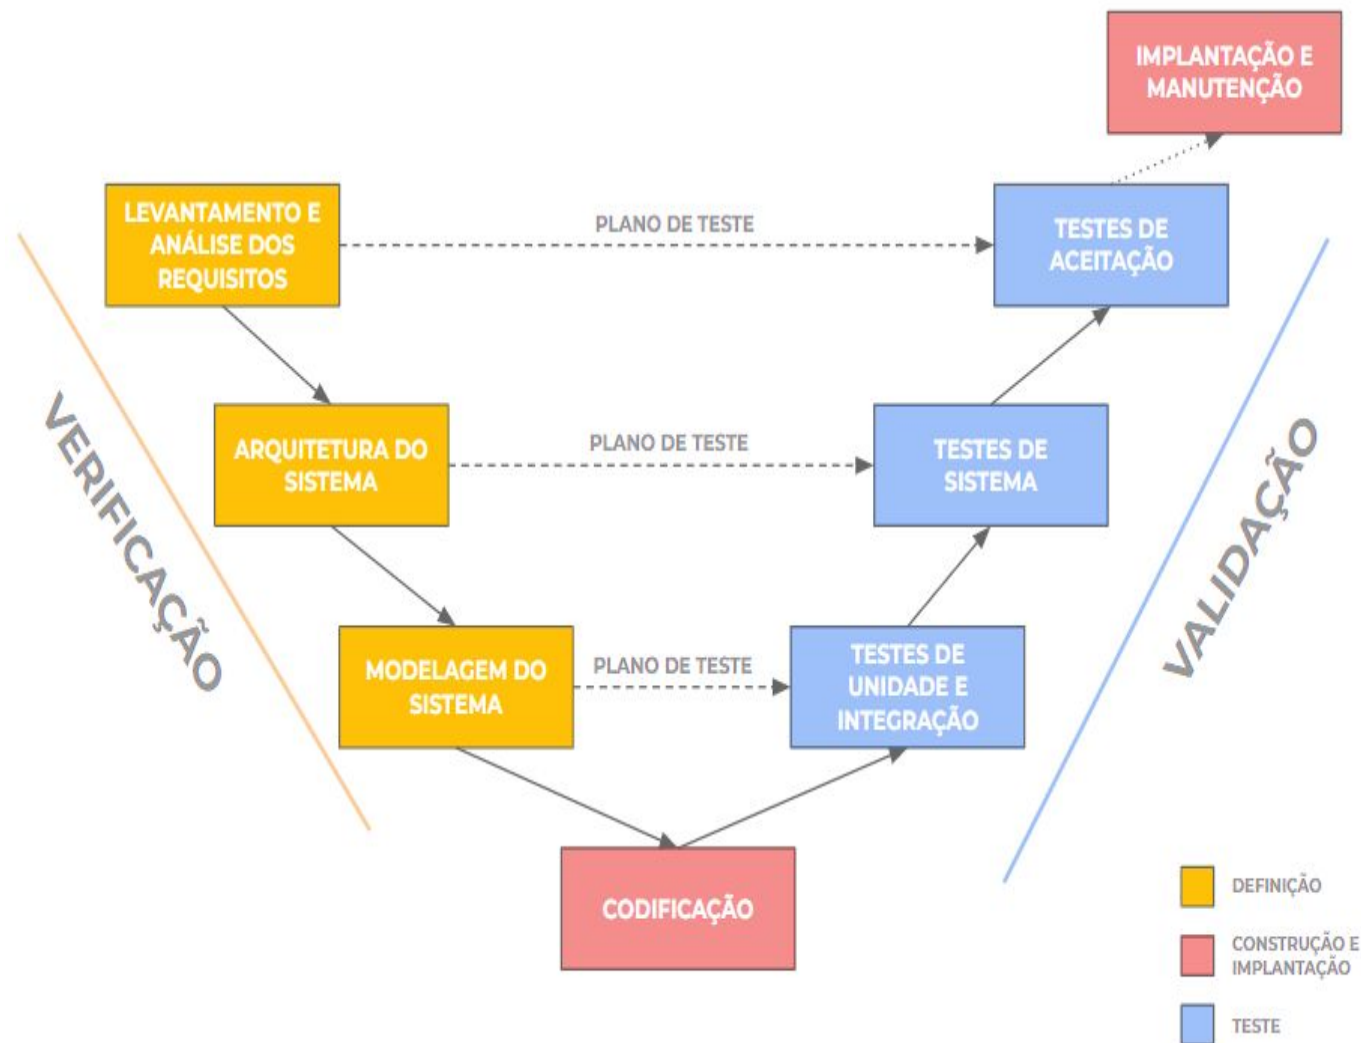 IMPLANTAÇÃO E
MANUTENÇÃO
LEVANTAMENTO E
ANÁLISE DOS
REQUISITOS
PLANO DE TESTE
TESTES DE
ACEITAÇÃO
VERIFICAÇÃO
ARQUITETURA DO
SISTEMA
PLANO DE TESTE
TESTES DE
SISTEMA
VALIDAÇÃO
MODELAGEM DO
SISTEMA
PLANO DE TESTE
TESTES DE
UNIDADE E
INTEGRAÇÃO
CODIFICAÇÃO
DEFINIÇÃO
CONSTRUÇÃO E
IMPLANTAÇÃO
TESTE